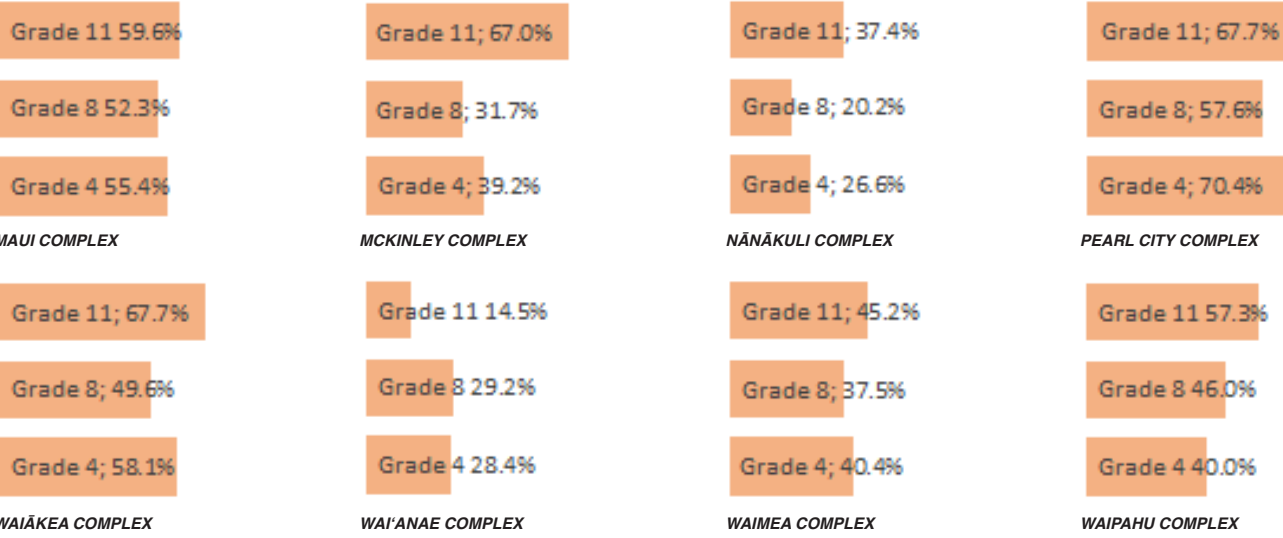 Grade 11 59.6%
Grade 8 52.3%
Grade 4 55.4%
MAUI COMPLEX
Grade 11; 67.0%
Grade 8; 31.7%
Grade 4; 39.2%
MCKINLEY COMPLEX
Grade 11; 37.4%
Grade 8; 20.2%
Grade 4; 26.6%
NĀNĀKULI COMPLEX
Grade 11; 67.7%
Grade 8; 57.6%
Grade 4; 70.4%
PEARL CITY COMPLEX
Grade 11; 67.7%
Grade 8; 49.6%
Grade 4; 58.1%
WAIĀKEA COMPLEX
Grade 11 14.5%
Grade 8 29.2%
Grade 4 28.4%
WAI‘ANAE COMPLEX
Grade 11; 45.2%
Grade 8; 37.5%
Grade 4; 40.4%
WAIMEA COMPLEX
Grade 11 57.3%
Grade 8 46.0%
Grade 4 40.0%
WAIPAHU COMPLEX